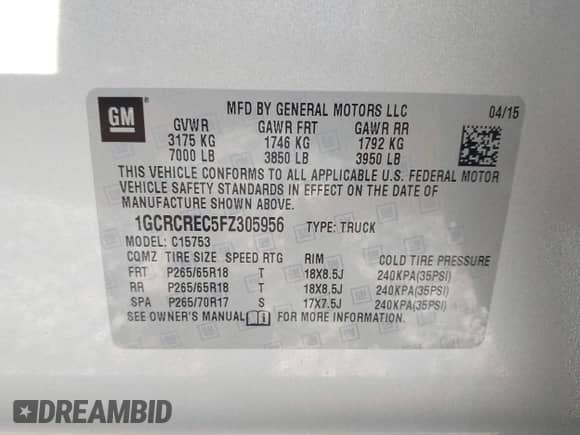 GM
MFD BY GENERAL MOTORS LLC 04/15
GVWR GAWR FRT GAWR RR
3175 KG 1746 KG 1792 KG
7000 LB 3850 LB 3950 LB
THIS VEHICLE CONFORMS TO ALL APPLICABLE U.S. FEDERAL MOTOR
VEHICLE SAFETY STANDARDS IN EFFECT ON THE DATE OF
MANUFACTURE SHOWN ABOVE.
1GCRCREC5FZ305956 TYPE: TRUCK
MODEL: C15753
CQMZ TIRE SIZE SPEED RTG RIM COLD TIRE PRESSURE
FRT P265/65R18 T 18X8.5J 240KPA(35PSI)
RR P265/65R18 T 18X8.5J 240KPA(35PSI)
SPA P265/70R17 S 17X7.5J 240KPA(35PSI)
SEE OWNER'S MANUAL FOR MORE INFORMATION.
DREAMBID